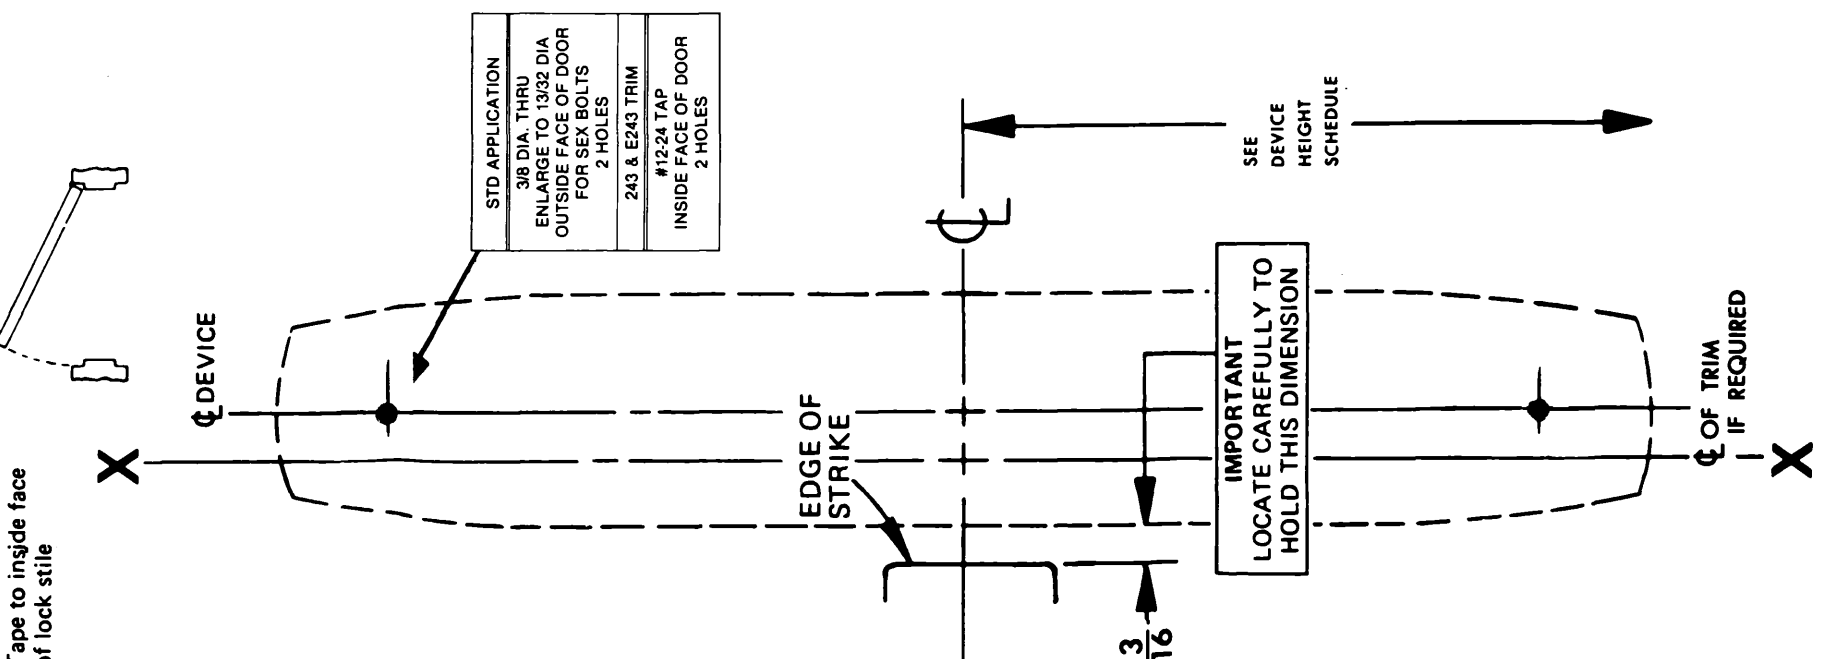 Tape to inside face
of lock stile
X
℄ DEVICE
STD APPLICATION
3/8 DIA. THRU
ENLARGE TO 13/32 DIA
OUTSIDE FACE OF DOOR
FOR SEX BOLTS
2 HOLES
243 & E243 TRIM
#12-24 TAP
INSIDE FACE OF DOOR
2 HOLES
EDGE OF
STRIKE
℄
SEE
DEVICE
HEIGHT
SCHEDULE
3/16
IMPORTANT
LOCATE CAREFULLY TO
HOLD THIS DIMENSION
℄ OF TRIM
IF REQUIRED
X